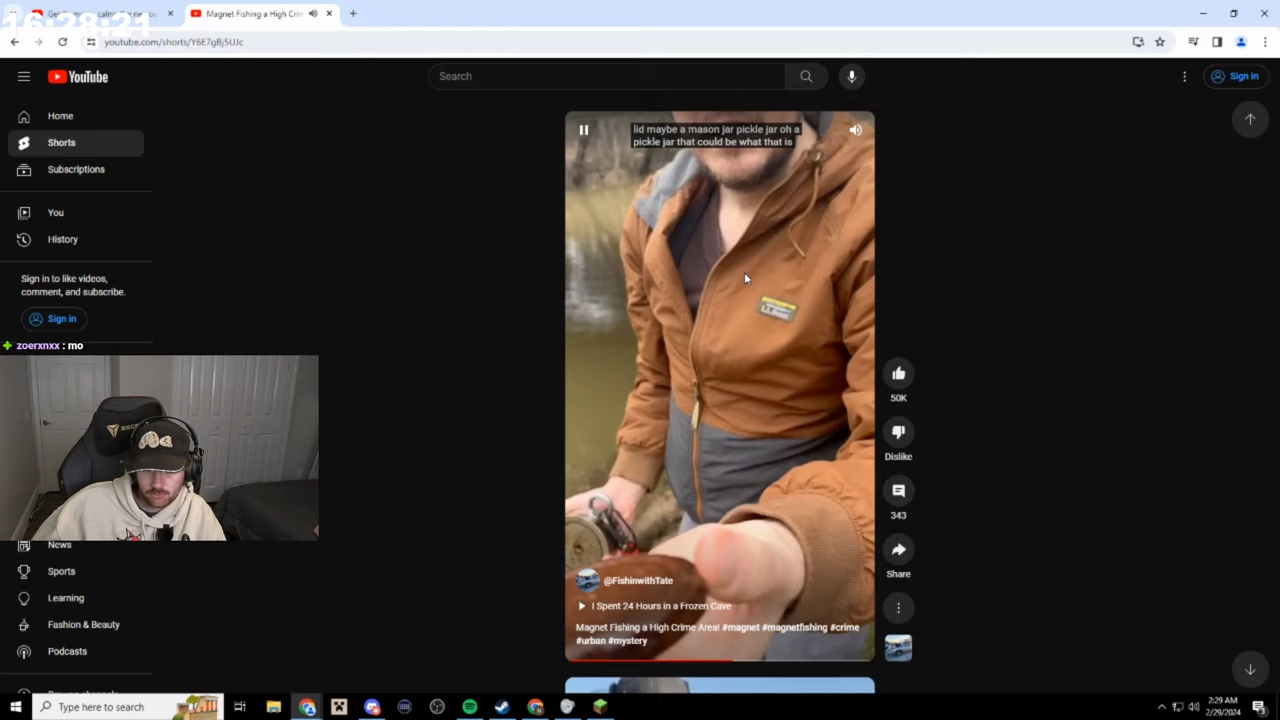 16:28:21
Magnet Fishing a High Crim
youtube.com/shorts/Y6E7gBj5UJc
YouTube
Search
Sign in
Home
Shorts
Subscriptions
You
History
Sign in to like videos,
comment, and subscribe.
Sign in
zoerxnxx : mo
News
Sports
Learning
Fashion & Beauty
Podcasts
lid maybe a mason jar pickle jar oh a
pickle jar that could be what that is
@FishinwithTate
I Spent 24 Hours in a Frozen Cave
Magnet Fishing a High Crime Area! #magnet #magnetfishing #crime
#urban #mystery
50K
Dislike
343
Share
Type here to search
2:29 AM
2/29/2024